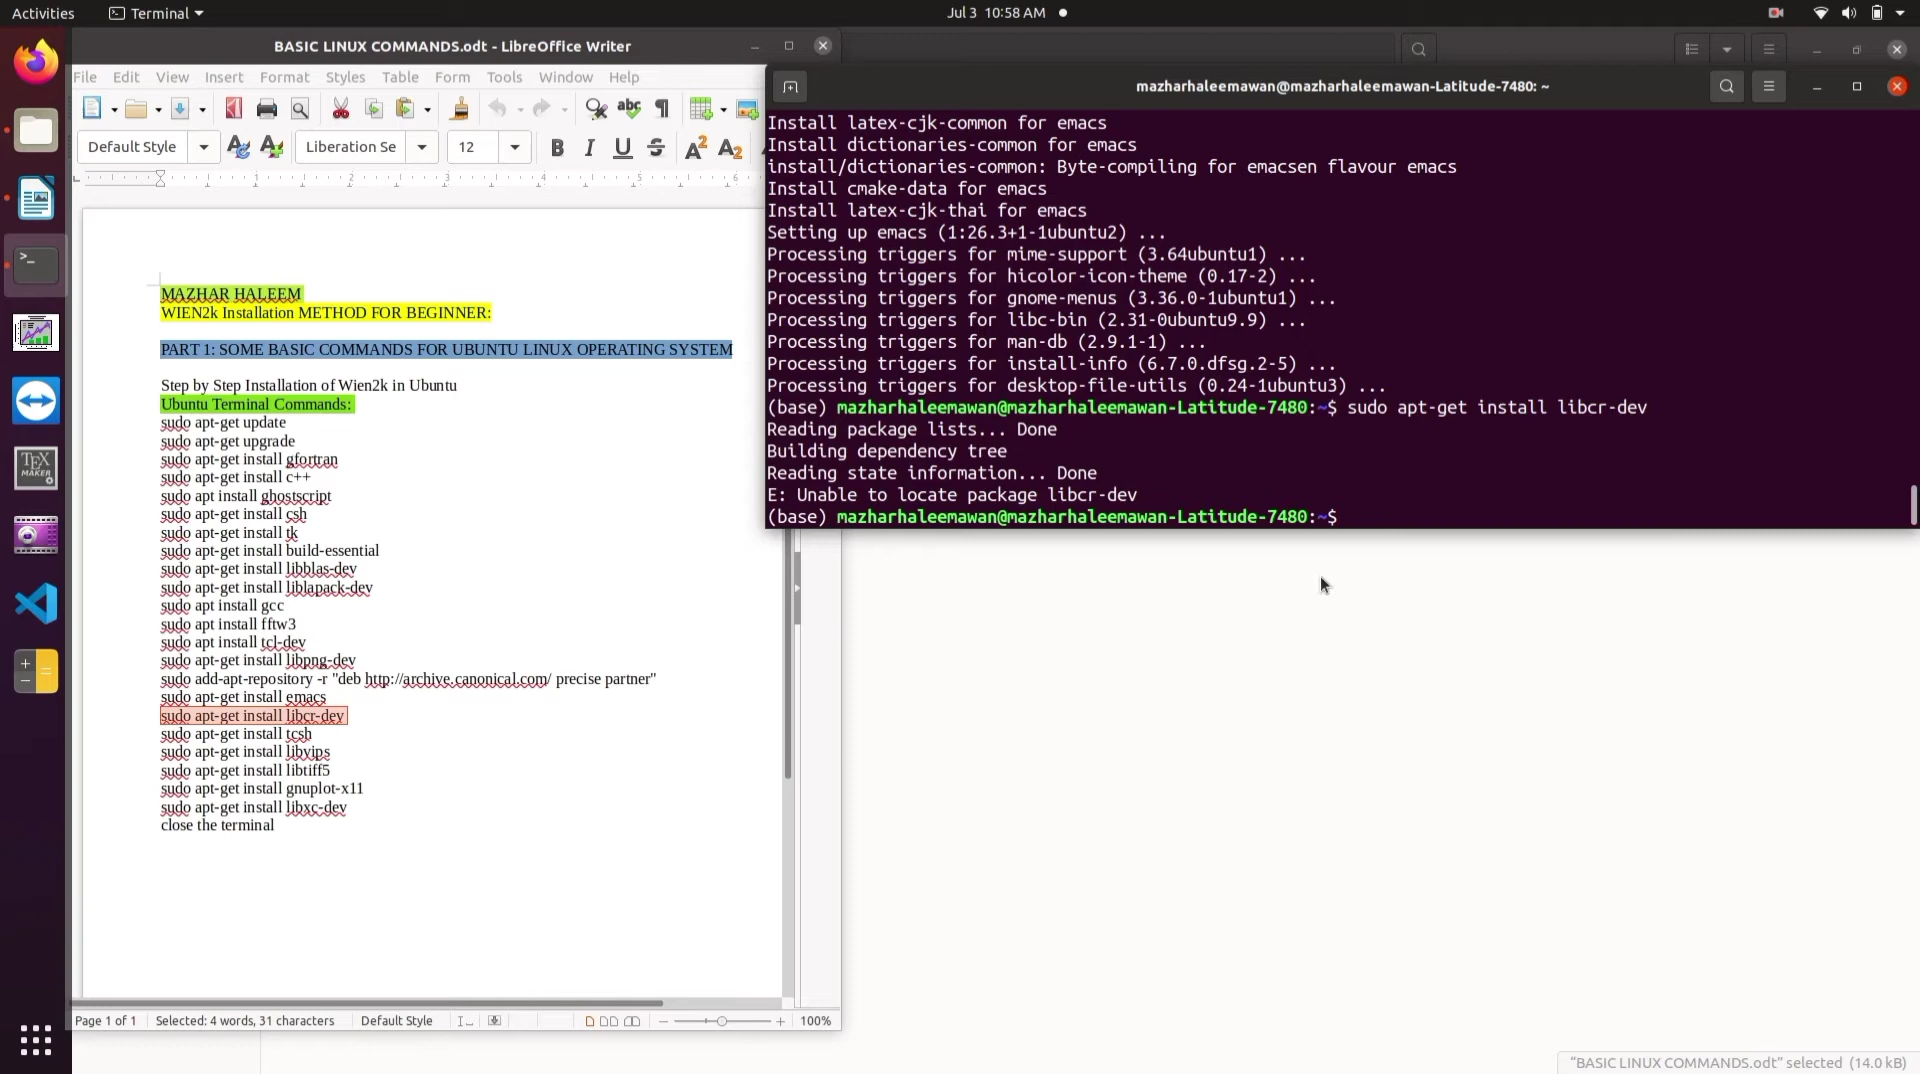 Activities
Terminal
Jul 3 10:58 AM
BASIC LINUX COMMANDS.odt - LibreOffice Writer
File Edit View Insert Format Styles Table Form Tools Window Help
Default Style
Liberation Se
12
1 2 3 4 5 6
MAZHAR HALEEM
WIEN2k Installation METHOD FOR BEGINNER:
PART 1: SOME BASIC COMMANDS FOR UBUNTU LINUX OPERATING SYSTEM
Step by Step Installation of Wien2k in Ubuntu
Ubuntu Terminal Commands:
sudo apt-get update
sudo apt-get upgrade
sudo apt-get install gfortran
sudo apt-get install c++
sudo apt install ghostscript
sudo apt-get install csh
sudo apt-get install tk
sudo apt-get install build-essential
sudo apt-get install libblas-dev
sudo apt-get install liblapack-dev
sudo apt install gcc
sudo apt install fftw3
sudo apt install tcl-dev
sudo apt-get install libpng-dev
sudo add-apt-repository -r "deb http://archive.canonical.com/ precise partner"
sudo apt-get install emacs
sudo apt-get install libcr-dev
sudo apt-get install tcsh
sudo apt-get install libvips
sudo apt-get install libtiff5
sudo apt-get install gnuplot-x11
sudo apt-get install libxc-dev
close the terminal
Page 1 of 1
Selected: 4 words, 31 characters
Default Style
100%
mazharhaleemawan@mazharhaleemawan-Latitude-7480: ~
Install latex-cjk-common for emacs
Install dictionaries-common for emacs
install/dictionaries-common: Byte-compiling for emacsen flavour emacs
Install cmake-data for emacs
Install latex-cjk-thai for emacs
Setting up emacs (1:26.3+1-1ubuntu2) ...
Processing triggers for mime-support (3.64ubuntu1) ...
Processing triggers for hicolor-icon-theme (0.17-2) ...
Processing triggers for gnome-menus (3.36.0-1ubuntu1) ...
Processing triggers for libc-bin (2.31-0ubuntu9.9) ...
Processing triggers for man-db (2.9.1-1) ...
Processing triggers for install-info (6.7.0.dfsg.2-5) ...
Processing triggers for desktop-file-utils (0.24-1ubuntu3) ...
(base) mazharhaleemawan@mazharhaleemawan-Latitude-7480:~$ sudo apt-get install libcr-dev
Reading package lists... Done
Building dependency tree
Reading state information... Done
E: Unable to locate package libcr-dev
(base) mazharhaleemawan@mazharhaleemawan-Latitude-7480:~$
TEX
MAKER
"BASIC LINUX COMMANDS.odt" selected (14.0 kB)